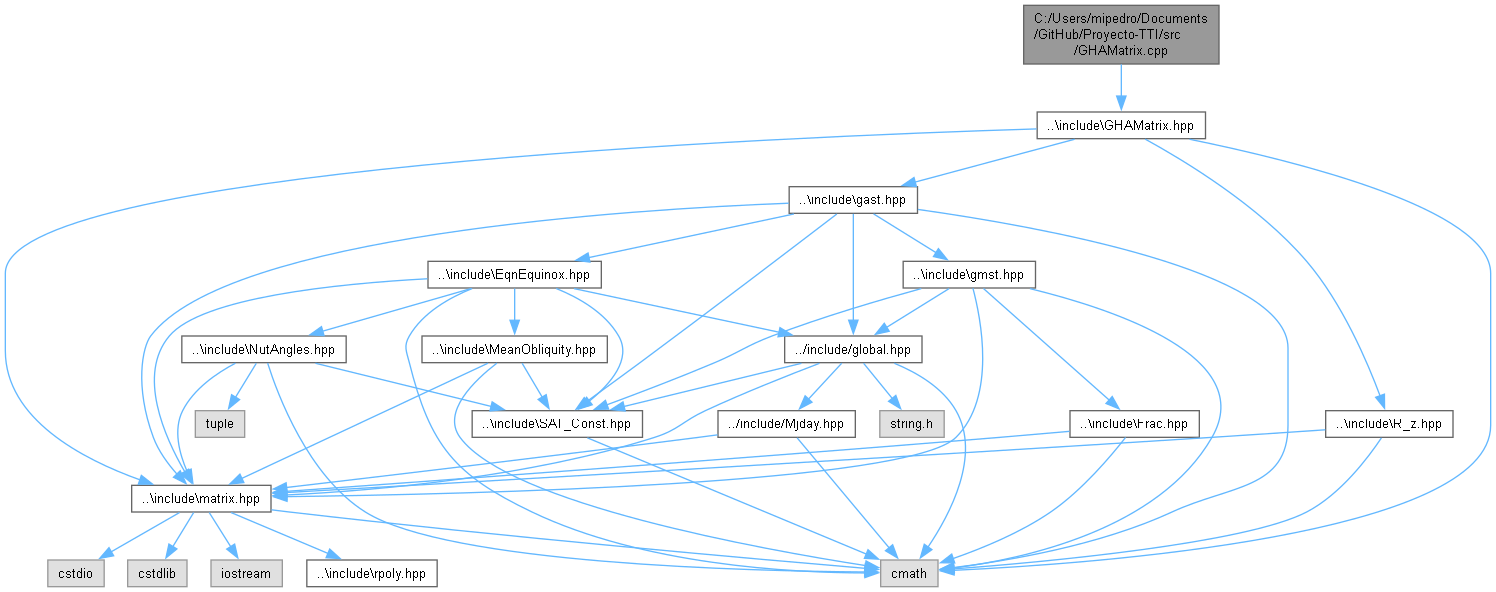 C:/Users/mipedro/Documents
/GitHub/Proyecto-TTI/src
/GHAMatrix.cpp
..\include\GHAMatrix.hpp
..\include\gast.hpp
..\include\EqnEquinox.hpp
..\include\gmst.hpp
..\include\NutAngles.hpp
..\include\MeanObliquity.hpp
../include/global.hpp
tuple
..\include\SAT_Const.hpp
../include/Mjday.hpp
string.h
..\include\Frac.hpp
..\include\R_z.hpp
..\include\matrix.hpp
cstdio
cstdlib
iostream
..\include\rpoly.hpp
cmath